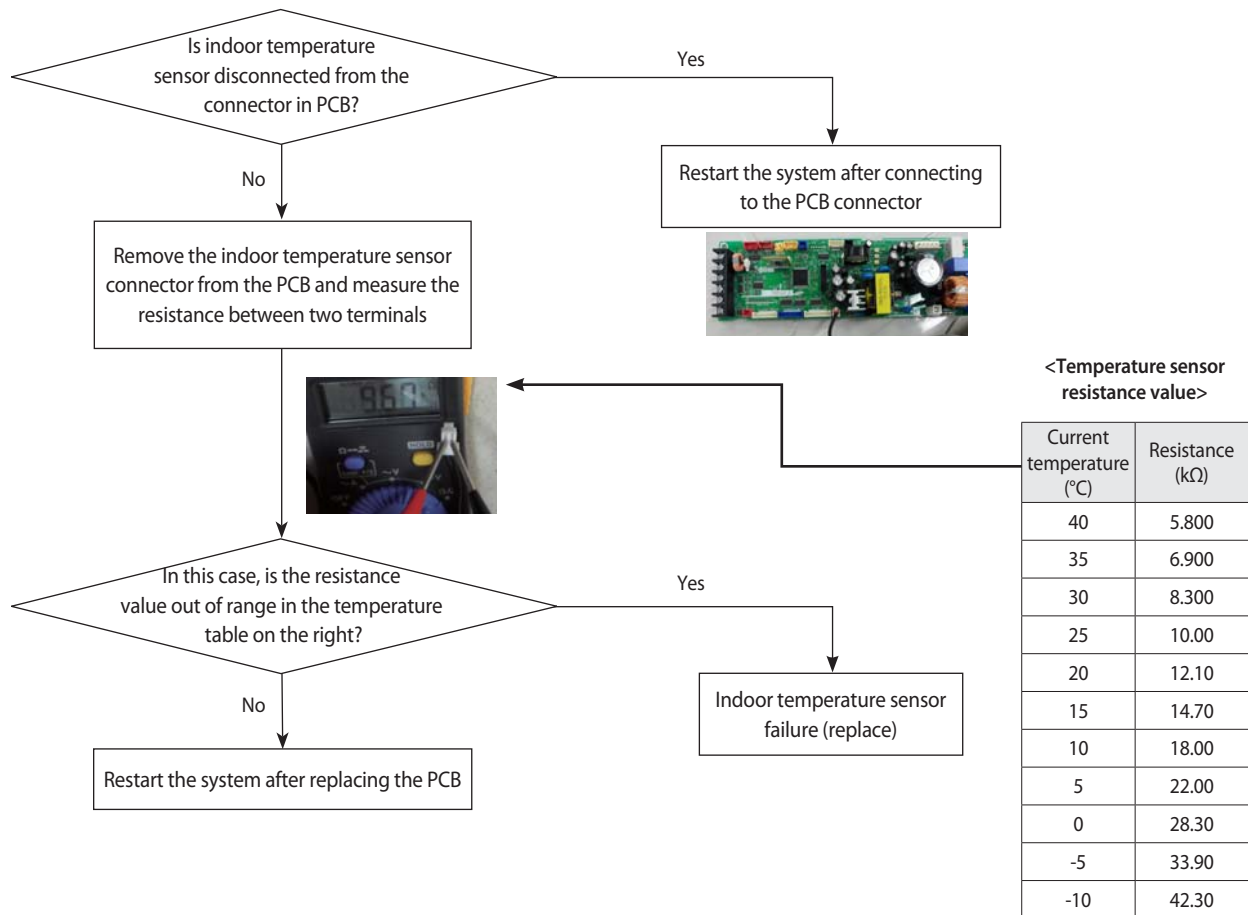 Is indoor temperature
sensor disconnected from the
connector in PCB?
Yes
No
Restart the system after connecting
to the PCB connector
Remove the indoor temperature sensor
connector from the PCB and measure the
resistance between two terminals
9.67
HOLD
<Temperature sensor
resistance value>
Current
temperature
(°C)
Resistance
(kΩ)
40 5.800
35 6.900
30 8.300
25 10.00
20 12.10
15 14.70
10 18.00
5 22.00
0 28.30
-5 33.90
-10 42.30
In this case, is the resistance
value out of range in the temperature
table on the right?
Yes
No
Indoor temperature sensor
failure (replace)
Restart the system after replacing the PCB